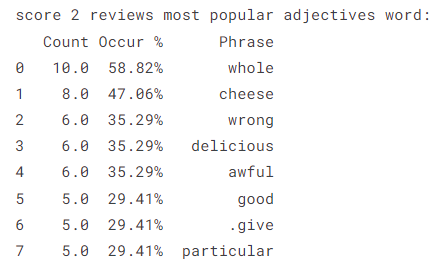 score 2 reviews most popular adjectives word:
Count Occur % Phrase
0 10.0 58.82% whole
1 8.0 47.06% cheese
2 6.0 35.29% wrong
3 6.0 35.29% delicious
4 6.0 35.29% awful
5 5.0 29.41% good
6 5.0 29.41% .give
7 5.0 29.41% particular